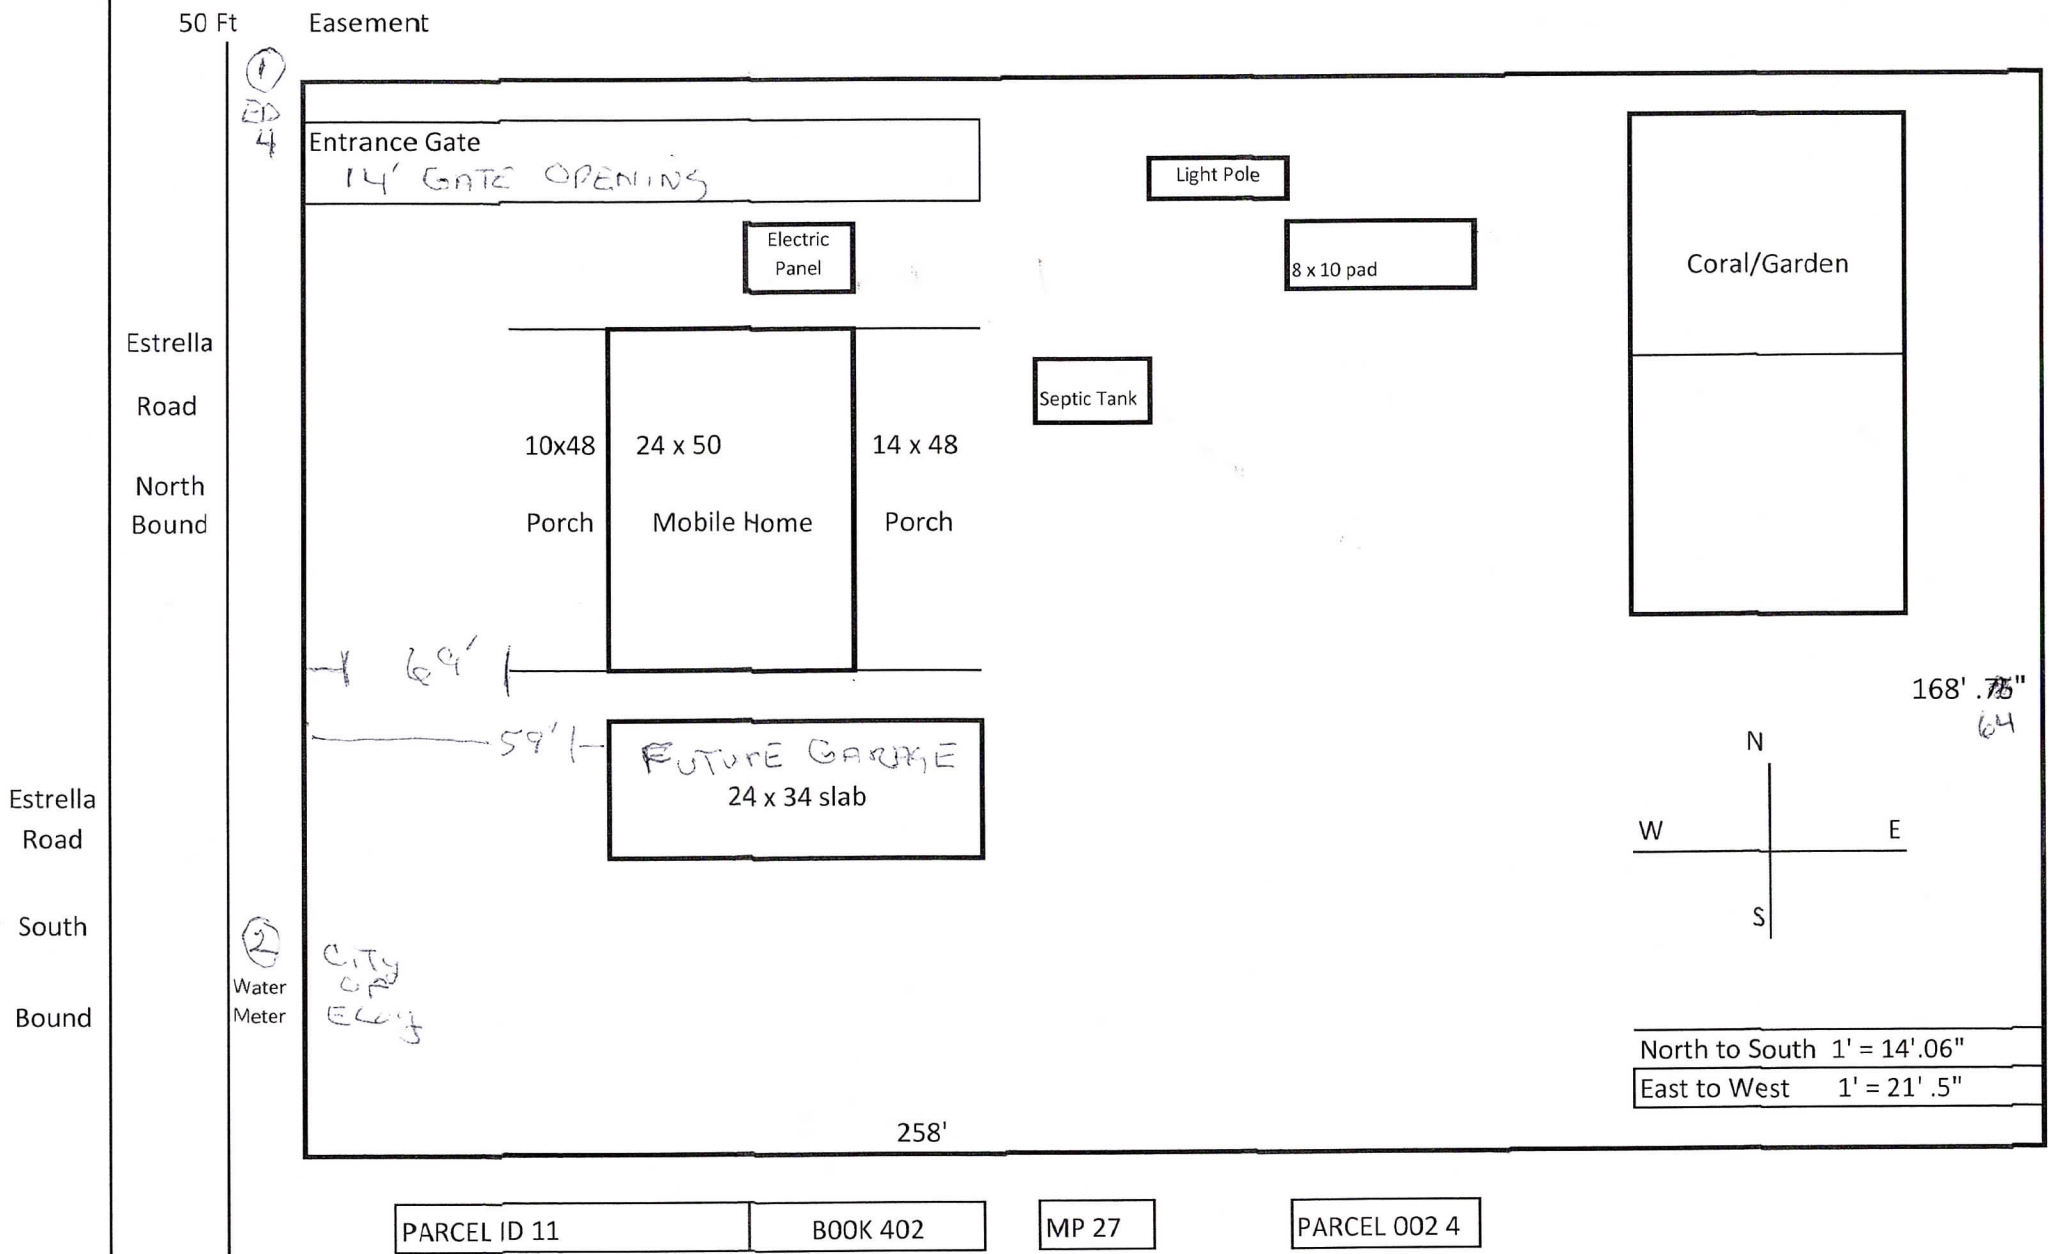 50 Ft Easement
1
ED
4
Entrance Gate
14' GATE OPENING
Light Pole
Electric
Panel
8 x 10 pad
Coral/Garden
Estrella
Road
North
Bound
Septic Tank
10x48
Porch
24 x 50
Mobile Home
14 x 48
Porch
69'
59'
FUTURE GARAGE
24 x 34 slab
168' . "
64
N
W E
S
Estrella
Road
South
Bound
2
Water
Meter
CITY
OF
ELOY
North to South 1' = 14'.06"
East to West 1' = 21' .5"
258'
PARCEL ID 11
BOOK 402
MP 27
PARCEL 002 4